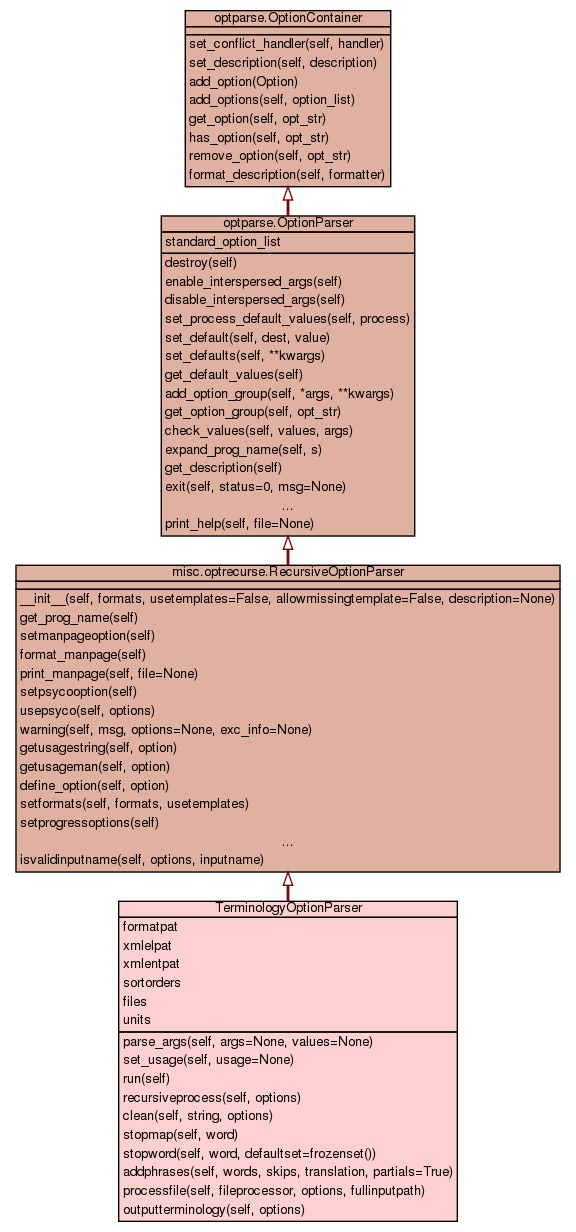 optparse.OptionContainer
set_conflict_handler(self, handler)
set_description(self, description)
add_option(Option)
add_options(self, option_list)
get_option(self, opt_str)
has_option(self, opt_str)
remove_option(self, opt_str)
format_description(self, formatter)
optparse.OptionParser
standard_option_list
destroy(self)
enable_interspersed_args(self)
disable_interspersed_args(self)
set_process_default_values(self, process)
set_default(self, dest, value)
set_defaults(self, **kwargs)
get_default_values(self)
add_option_group(self, *args, **kwargs)
get_option_group(self, opt_str)
check_values(self, values, args)
expand_prog_name(self, s)
get_description(self)
exit(self, status=0, msg=None)
...
print_help(self, file=None)
misc.optrecurse.RecursiveOptionParser
__init__(self, formats, usetemplates=False, allowmissingtemplate=False, description=None)
get_prog_name(self)
setmanpageoption(self)
format_manpage(self)
print_manpage(self, file=None)
setpsycooption(self)
usepsyco(self, options)
warning(self, msg, options=None, exc_info=None)
getusagestring(self, option)
getusageman(self, option)
define_option(self, option)
setformats(self, formats, usetemplates)
setprogressoptions(self)
...
isvalidinputname(self, options, inputname)
TerminologyOptionParser
formatpat
xmlelpat
xmlentpat
sortorders
files
units
parse_args(self, args=None, values=None)
set_usage(self, usage=None)
run(self)
recursiveprocess(self, options)
clean(self, string, options)
stopmap(self, word)
stopword(self, word, defaultset=frozenset())
addphrases(self, words, skips, translation, partials=True)
processfile(self, fileprocessor, options, fullinputpath)
outputterminology(self, options)